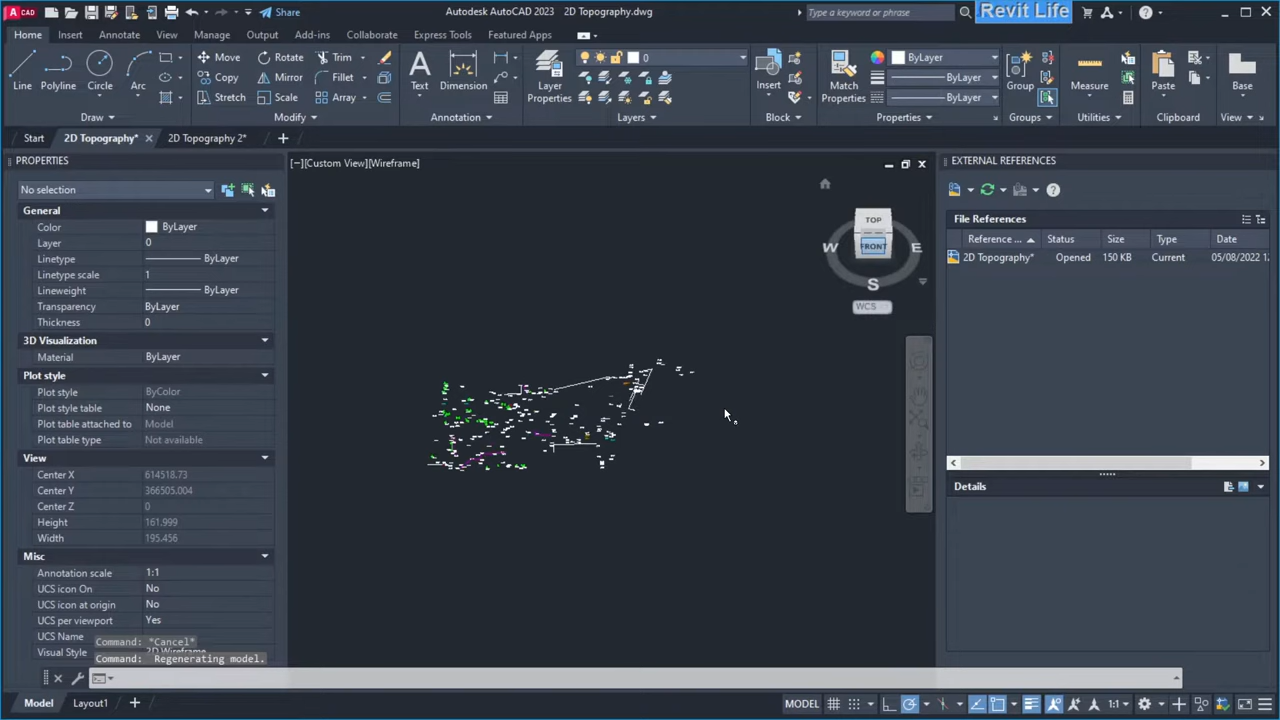 CAD
Share
Autodesk AutoCAD 2023 2D Topography.dwg
Type a keyword or phrase
Revit Life
Home Insert Annotate View Manage Output Add-ins Collaborate Express Tools Featured Apps
Line Polyline Circle Arc
Move Rotate Trim
Copy Mirror Fillet
Stretch Scale Array
Text Dimension
Layer Properties
0
Insert
Match Properties
ByLayer
ByLayer
ByLayer
Group
Measure
Paste
Base
Draw Modify Annotation Layers Block Properties Groups Utilities Clipboard View
Start 2D Topography* 2D Topography 2*
PROPERTIES
No selection
General
Color ByLayer
Layer 0
Linetype ByLayer
Linetype scale 1
Lineweight ByLayer
Transparency ByLayer
Thickness 0
3D Visualization
Material ByLayer
Plot style
Plot style ByColor
Plot style table None
Plot table attached to Model
Plot table type Not available
View
Center X 614518.73
Center Y 366505.004
Center Z 0
Height 161.999
Width 195.456
Misc
Annotation scale 1:1
UCS icon On No
UCS icon at origin No
UCS per viewport Yes
UCS Name
Visual Style 2D Wireframe
Command: *Cancel*
Command: Regenerating model.
[−][Custom View][Wireframe]
TOP
FRONT
W E
S
WCS
EXTERNAL REFERENCES
File References
Reference ... Status Size Type Date
2D Topography* Opened 150 KB Current 05/08/2022 12
Details
Model Layout1
MODEL 1:1